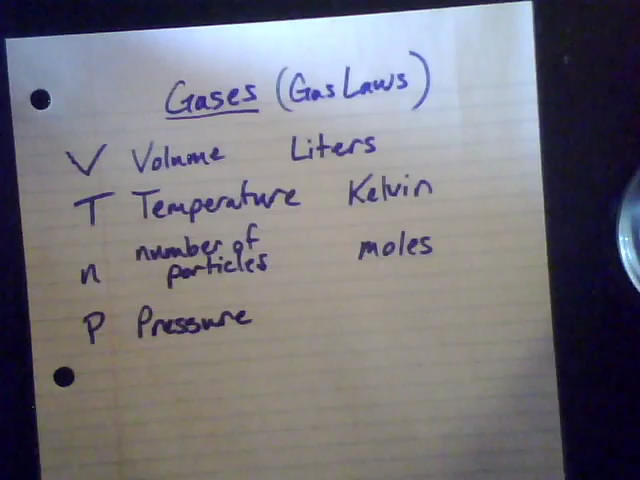 Gases (Gas Laws)
V Volume Liters
T Temperature Kelvin
n number of particles moles
P Pressure